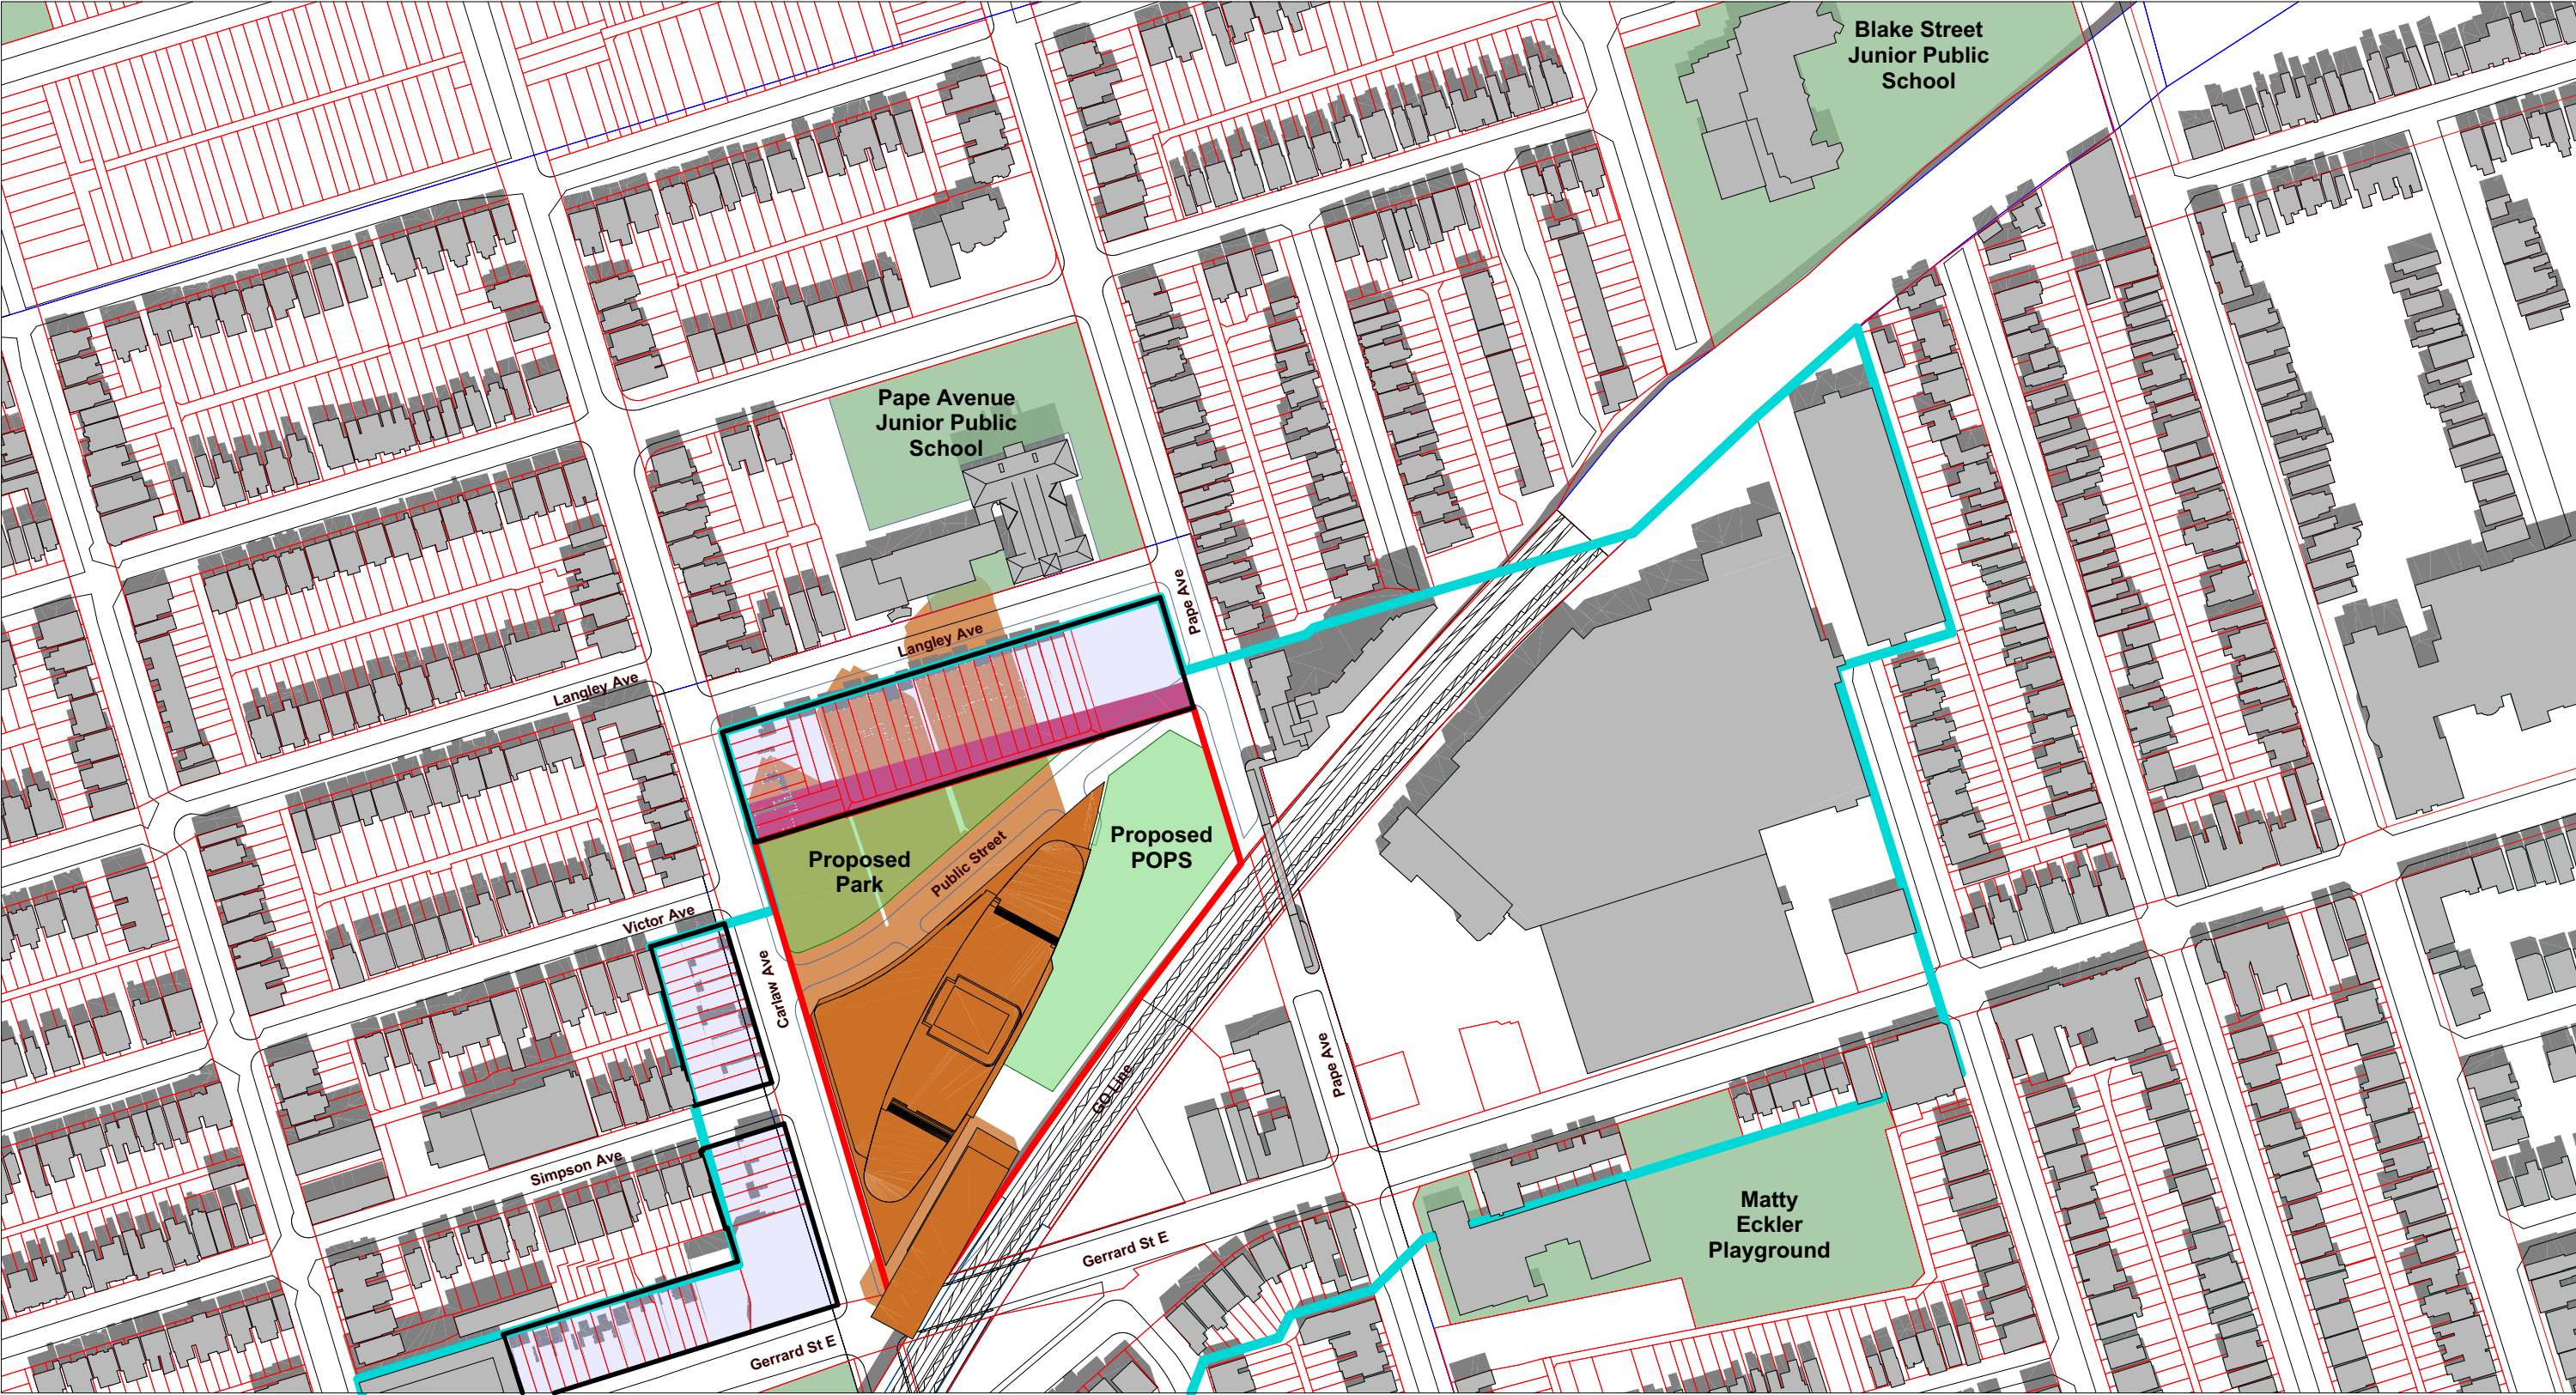 Blake Street
Junior Public
School
Pape Avenue
Junior Public
School
Pape Ave
Langley Ave
Langley Ave
Proposed
POPS
Proposed
Park
Public Street
Victor Ave
Carlaw Ave
GO Line
Pape Ave
Simpson Ave
Matty
Eckler
Playground
Gerrard St E
Gerrard St E